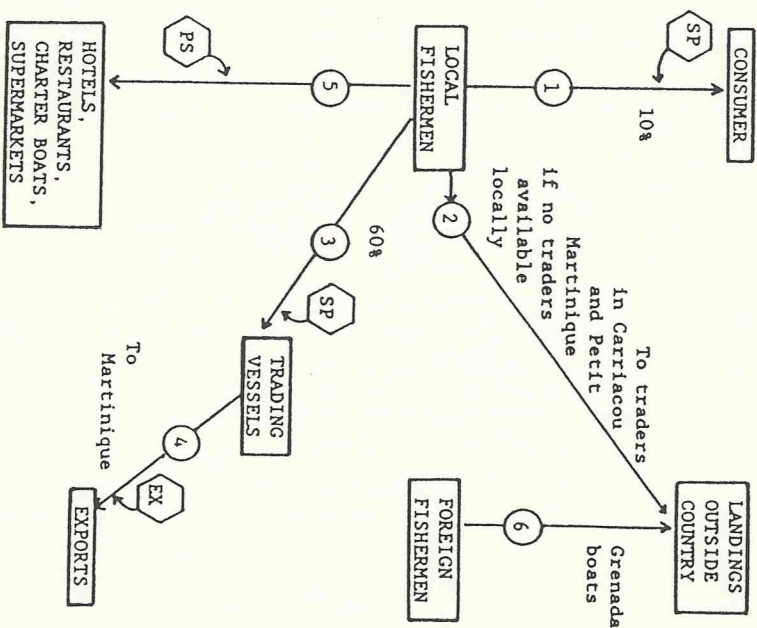 CONSUMER
SP
10%
1
LANDINGS
OUTSIDE
COUNTRY
To traders
in Carriacou
and Petit
Martinique
if no traders
available
locally
2
Grenada
boats
6
LOCAL
FISHERMEN
FOREIGN
FISHERMEN
60%
3
SP
5
PS
TRADING
VESSELS
4
To
Martinique
EX
HOTELS,
RESTAURANTS,
CHARTER BOATS,
SUPERMARKETS
EXPORTS